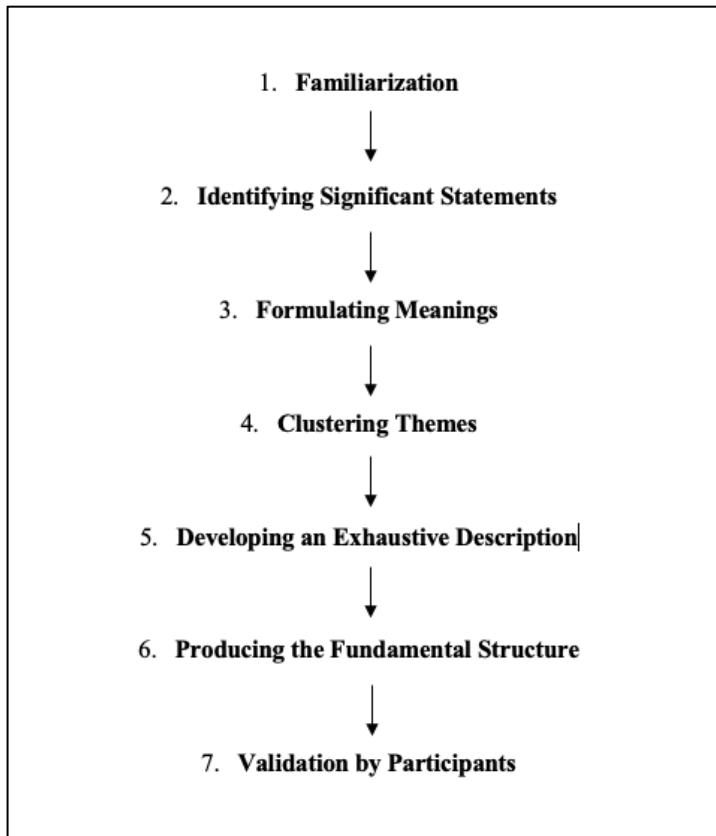 1. Familiarization
2. Identifying Significant Statements
3. Formulating Meanings
4. Clustering Themes
5. Developing an Exhaustive Description
6. Producing the Fundamental Structure
7. Validation by Participants